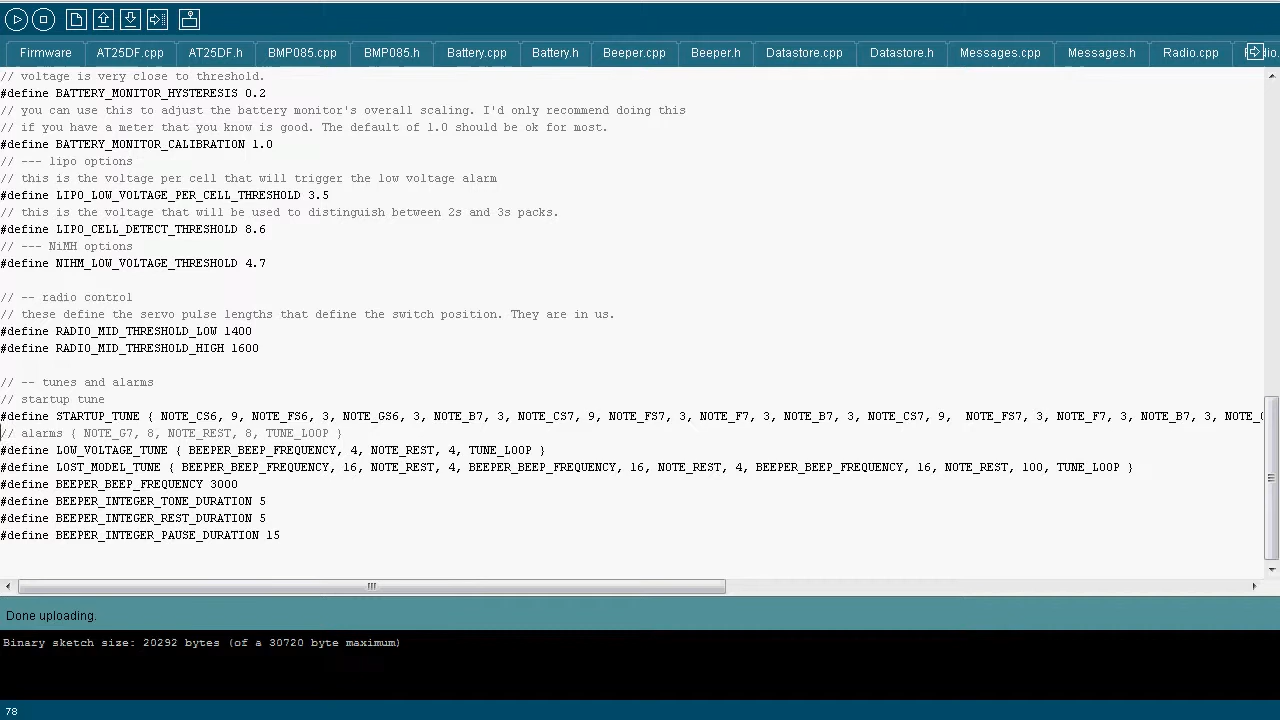 Firmware AT25DF.cpp AT25DF.h BMP085.cpp BMP085.h Battery.cpp Battery.h Beeper.cpp Beeper.h Datastore.cpp Datastore.h Messages.cpp Messages.h Radio.cpp
// voltage is very close to threshold.
#define BATTERY_MONITOR_HYSTERESIS 0.2
// you can use this to adjust the battery monitor's overall scaling. I'd only recommend doing this
// if you have a meter that you know is good. The default of 1.0 should be ok for most.
#define BATTERY_MONITOR_CALIBRATION 1.0
// --- lipo options
// this is the voltage per cell that will trigger the low voltage alarm
#define LIPO_LOW_VOLTAGE_PER_CELL_THRESHOLD 3.5
// this is the voltage that will be used to distinguish between 2s and 3s packs.
#define LIPO_CELL_DETECT_THRESHOLD 8.6
// --- NiMH options
#define NIHM_LOW_VOLTAGE_THRESHOLD 4.7
// -- radio control
// these define the servo pulse lengths that define the switch position. They are in us.
#define RADIO_MID_THRESHOLD_LOW 1400
#define RADIO_MID_THRESHOLD_HIGH 1600
// -- tunes and alarms
// startup tune
#define STARTUP_TUNE { NOTE_CS6, 9, NOTE_FS6, 3, NOTE_GS6, 3, NOTE_B7, 3, NOTE_CS7, 9, NOTE_FS7, 3, NOTE_F7, 3, NOTE_B7, 3, NOTE_CS7, 9,  NOTE_FS7, 3, NOTE_F7, 3, NOTE_B7, 3,
// alarms { NOTE_G7, 8, NOTE_REST, 8, TUNE_LOOP }
#define LOW_VOLTAGE_TUNE { BEEPER_BEEP_FREQUENCY, 4, NOTE_REST, 4, TUNE_LOOP }
#define LOST_MODEL_TUNE { BEEPER_BEEP_FREQUENCY, 16, NOTE_REST, 4, BEEPER_BEEP_FREQUENCY, 16, NOTE_REST, 4, BEEPER_BEEP_FREQUENCY, 16, NOTE_REST, 100, TUNE_LOOP }
#define BEEPER_BEEP_FREQUENCY 3000
#define BEEPER_INTEGER_TONE_DURATION 5
#define BEEPER_INTEGER_REST_DURATION 5
#define BEEPER_INTEGER_PAUSE_DURATION 15
Done uploading.
Binary sketch size: 20292 bytes (of a 30720 byte maximum)
78